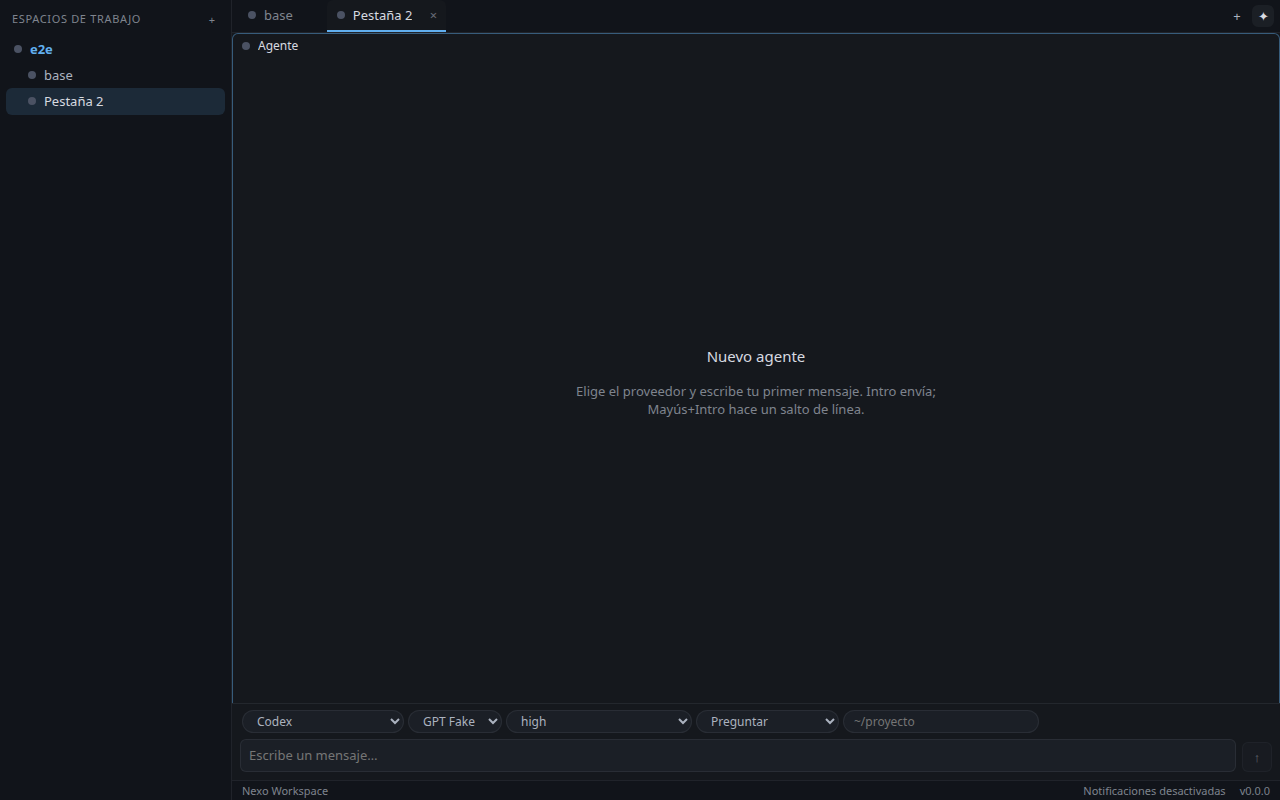 ESPACIOS DE TRABAJO +
e2e
base
Pestaña 2
base
Pestaña 2 ×
+ ✦
Agente
Nuevo agente
Elige el proveedor y escribe tu primer mensaje. Intro envía;
Mayús+Intro hace un salto de línea.
Codex GPT Fake high Preguntar ~/proyecto
Escribe un mensaje... ↑
Nexo Workspace Notificaciones desactivadas v0.0.0